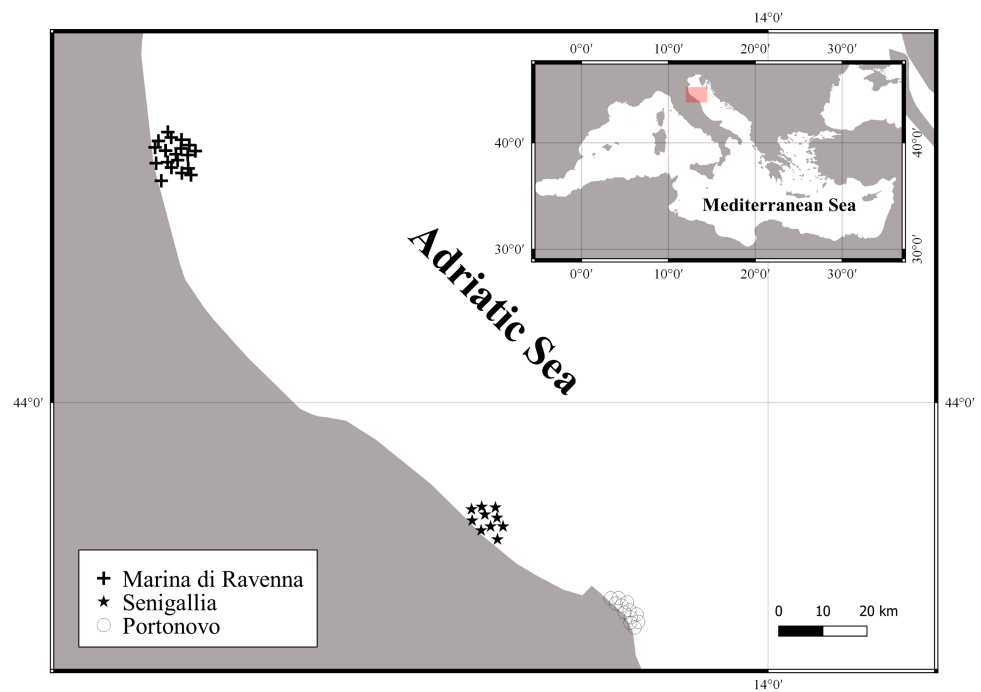 14°0′
0°0′ 10°0′ 20°0′ 30°0′
40°0′ 40°0′
Mediterranean Sea
30°0′ 30°0′
0°0′ 10°0′ 20°0′ 30°0′
Adriatic Sea
44°0′ 44°0′
Marina di Ravenna
Senigallia
Portonovo
0 10 20 km
14°0′